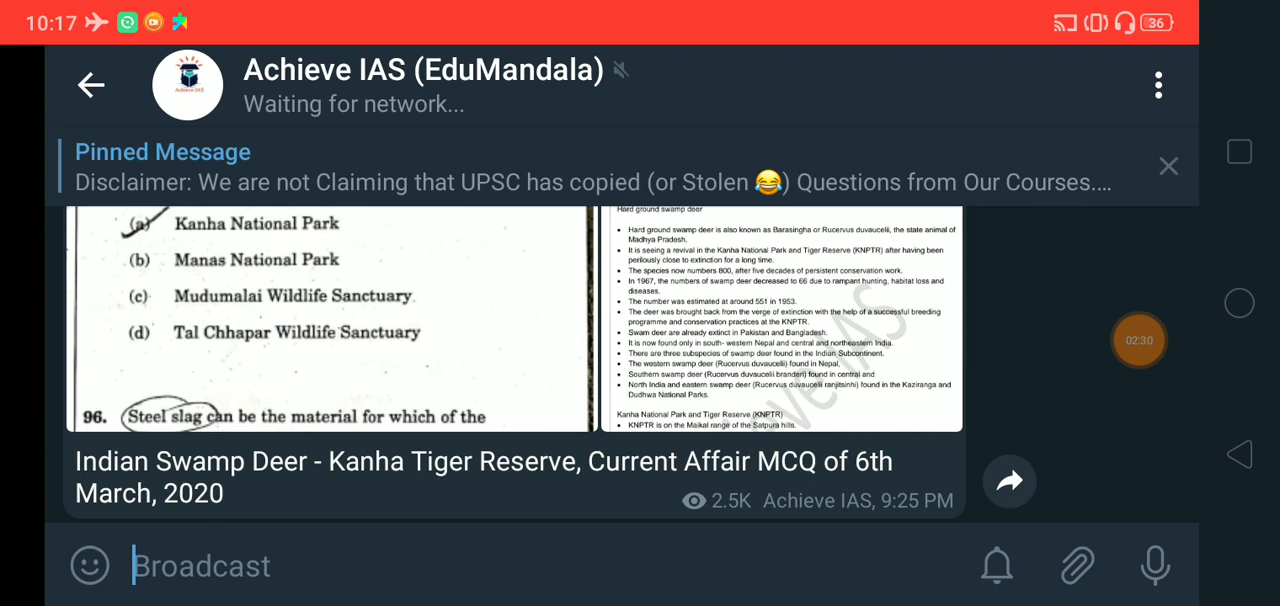 10:17
36
Achieve IAS (EduMandala)
Waiting for network...
Pinned Message
Disclaimer: We are not Claiming that UPSC has copied (or Stolen 😂) Questions from Our Courses....
(a) Kanha National Park
(b) Manas National Park
(c) Mudumalai Wildlife Sanctuary
(d) Tal Chhapar Wildlife Sanctuary
96. Steel slag can be the material for which of the
Hard ground swamp deer
• Hard ground swamp deer is also known as Barasingha or Rucervus duvaucelii, the state animal of
Madhya Pradesh.
• It is seeing a revival in the Kanha National Park and Tiger Reserve (KNPTR) after having been
perilously close to extinction for a long time.
• The species now numbers 800, after five decades of persistent conservation work.
• In 1967, the numbers of swamp deer decreased to 66 due to rampant hunting, habitat loss and
diseases.
• The number was estimated at around 551 in 1953.
• The deer was brought back from the verge of extinction with the help of a successful breeding
programme and conservation practices at the KNPTR.
• Swam deer are already extinct in Pakistan and Bangladesh.
• It is now found only in south- western Nepal and central and northeastern India.
• There are three subspecies of swamp deer found in the Indian Subcontinent.
• The western swamp deer (Rucervus duvaucelii) found in Nepal,
• Southern swamp deer (Rucervus duvaucelii branderi) found in central and
• North India and eastern swamp deer (Rucervus duvaucelii ranjitsinhi) found in the Kaziranga and
Dudhwa National Parks.
Kanha National Park and Tiger Reserve (KNPTR)
• KNPTR is on the Maikal range of the Satpura hills.
02:30
Indian Swamp Deer - Kanha Tiger Reserve, Current Affair MCQ of 6th
March, 2020
2.5K Achieve IAS, 9:25 PM
Broadcast